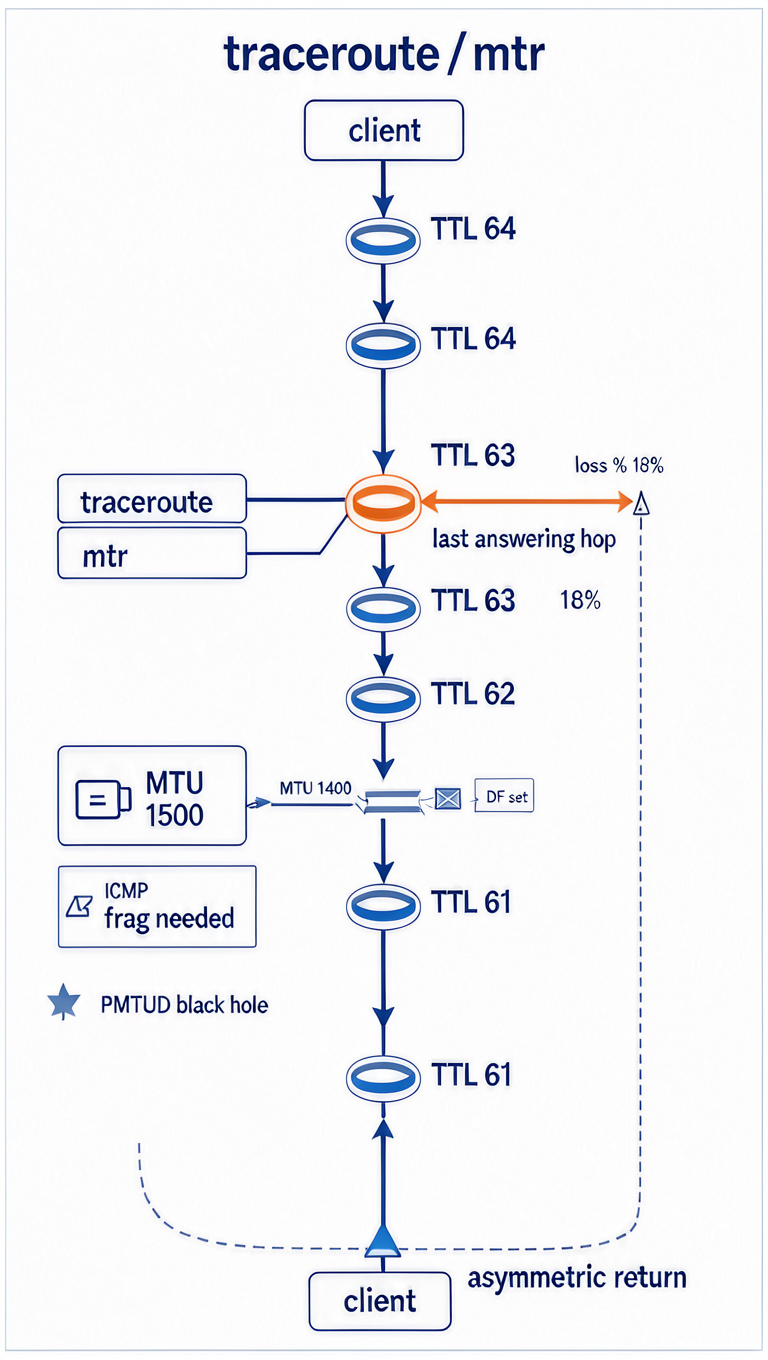 traceroute / mtr
client
TTL 64
TTL 64
TTL 63
loss % 18%
traceroute
last answering hop
mtr
TTL 63
18%
TTL 62
MTU
1500
MTU 1400
DF set
ICMP
frag needed
TTL 61
PMTUD black hole
TTL 61
asymmetric return
client